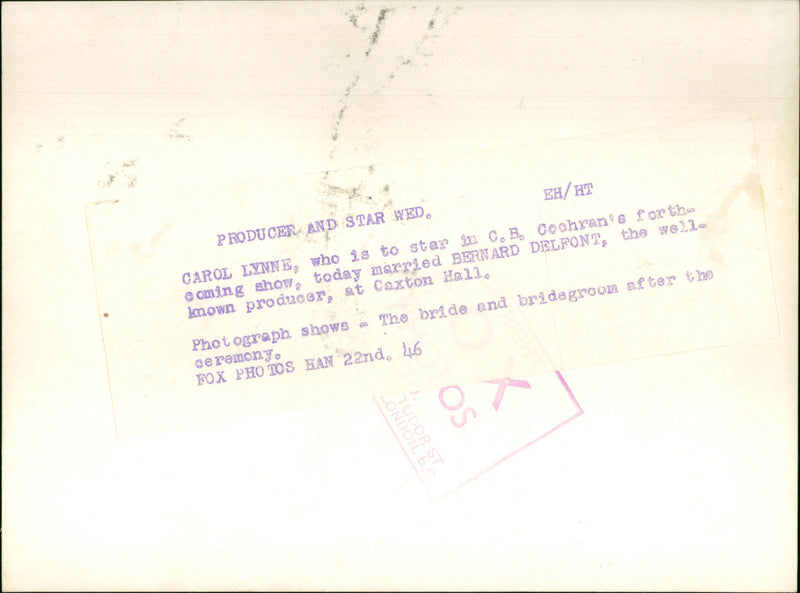 EH/HT
PRODUCER AND STAR WED.
CAROL LYNNE, who is to star in C.B. Cochran's forth-
coming show, today married BERNARD DELFONT, the well-
known producer, at Caxton Hall.
Photograph shows - The bride and bridegroom after the
ceremony.
FOX PHOTOS HAN 22nd. 46
TUDOR ST
LONDON, E.C